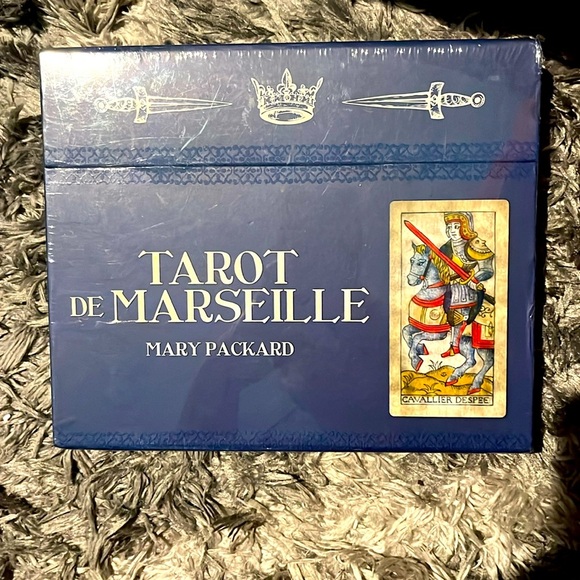 TAROT
DE MARSEILLE
MARY PACKARD
CAVALLIER DESPEE